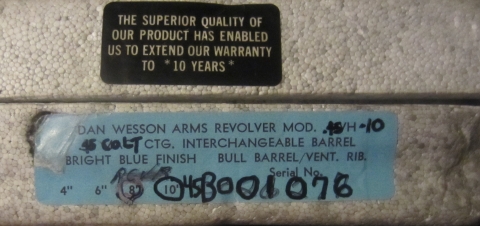 THE SUPERIOR QUALITY OF
OUR PRODUCT HAS ENABLED
US TO EXTEND OUR WARRANTY
TO *10 YEARS*
DAN WESSON ARMS REVOLVER MOD. .45/H-10
.45 COLT CTG. INTERCHANGEABLE BARREL
BRIGHT BLUE FINISH BULL BARREL/VENT. RIB.
Serial No.
4" 6" 8" 10" 45B001076